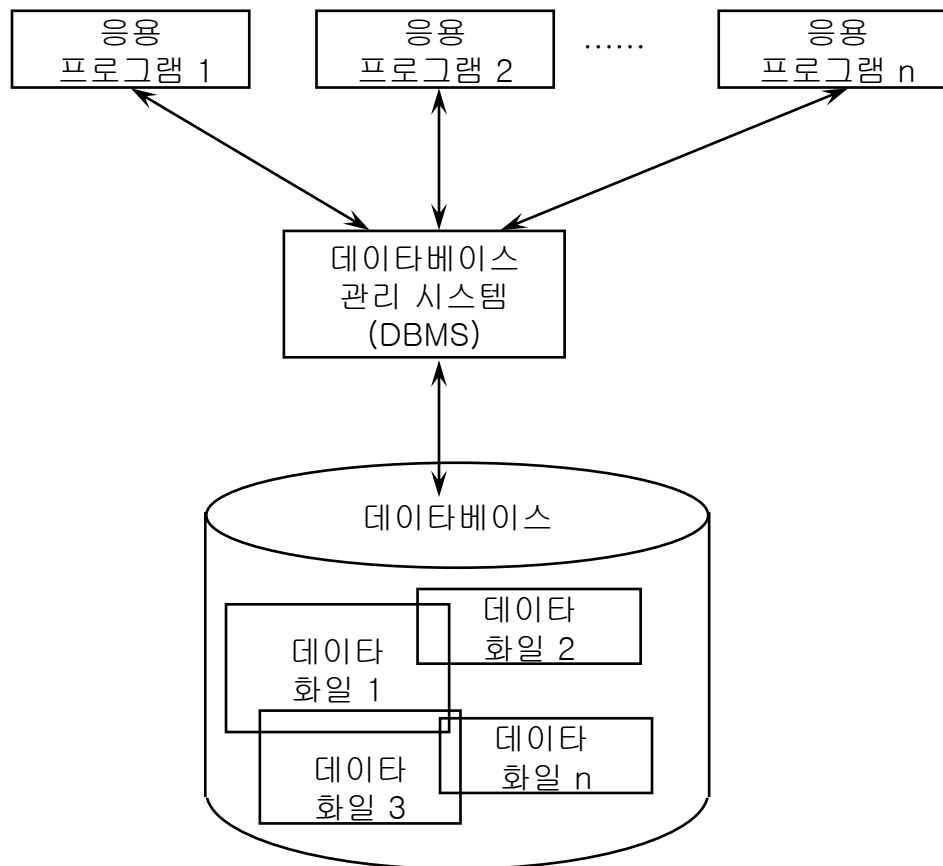 응용
프로그램 1
응용
프로그램 2
······
응용
프로그램 n
데이타베이스
관리 시스템
(DBMS)
데이타베이스
데이타
화일 1
데이타
화일 2
데이타
화일 3
데이타
화일 n